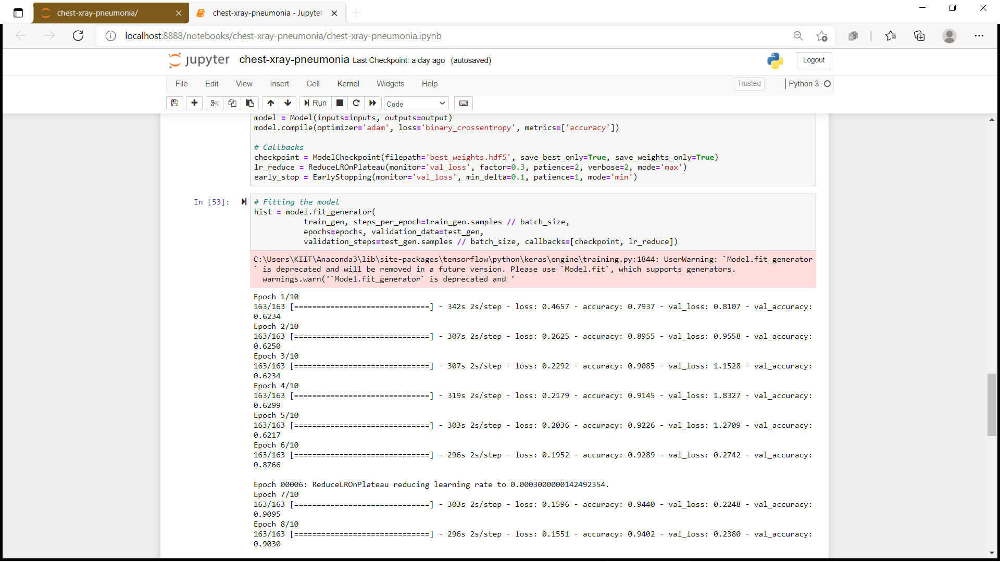 chest-xray-pneumonia/
chest-xray-pneumonia - Jupyter
localhost:8888/notebooks/chest-xray-pneumonia/chest-xray-pneumonia.ipynb
jupyter chest-xray-pneumonia Last Checkpoint: a day ago (autosaved)
Logout
File Edit View Insert Cell Kernel Widgets Help
Trusted
Python 3
Run
Code
model = Model(inputs=inputs, outputs=output)
model.compile(optimizer='adam', loss='binary_crossentropy', metrics=['accuracy'])
# Callbacks
checkpoint = ModelCheckpoint(filepath='best_weights.hdf5', save_best_only=True, save_weights_only=True)
lr_reduce = ReduceLROnPlateau(monitor='val_loss', factor=0.3, patience=2, verbose=2, mode='max')
early_stop = EarlyStopping(monitor='val_loss', min_delta=0.1, patience=1, mode='min')
In [53]:
# Fitting the model
hist = model.fit_generator(
train_gen, steps_per_epoch=train_gen.samples // batch_size,
epochs=epochs, validation_data=test_gen,
validation_steps=test_gen.samples // batch_size, callbacks=[checkpoint, lr_reduce])
C:\Users\KIIT\Anaconda3\lib\site-packages\tensorflow\python\keras\engine\training.py:1844: UserWarning: `Model.fit_generator
` is deprecated and will be removed in a future version. Please use `Model.fit`, which supports generators.
warnings.warn('`Model.fit_generator` is deprecated and '
Epoch 1/10
163/163 [==============================] - 342s 2s/step - loss: 0.4657 - accuracy: 0.7937 - val_loss: 0.8107 - val_accuracy:
0.6234
Epoch 2/10
163/163 [==============================] - 307s 2s/step - loss: 0.2625 - accuracy: 0.8955 - val_loss: 0.9558 - val_accuracy:
0.6250
Epoch 3/10
163/163 [==============================] - 307s 2s/step - loss: 0.2292 - accuracy: 0.9085 - val_loss: 1.1528 - val_accuracy:
0.6234
Epoch 4/10
163/163 [==============================] - 319s 2s/step - loss: 0.2179 - accuracy: 0.9145 - val_loss: 1.8327 - val_accuracy:
0.6299
Epoch 5/10
163/163 [==============================] - 303s 2s/step - loss: 0.2036 - accuracy: 0.9226 - val_loss: 1.2709 - val_accuracy:
0.6217
Epoch 6/10
163/163 [==============================] - 296s 2s/step - loss: 0.1952 - accuracy: 0.9289 - val_loss: 0.2742 - val_accuracy:
0.8766
Epoch 00006: ReduceLROnPlateau reducing learning rate to 0.0003000000142492354.
Epoch 7/10
163/163 [==============================] - 303s 2s/step - loss: 0.1596 - accuracy: 0.9440 - val_loss: 0.2248 - val_accuracy:
0.9095
Epoch 8/10
163/163 [==============================] - 296s 2s/step - loss: 0.1551 - accuracy: 0.9402 - val_loss: 0.2380 - val_accuracy:
0.9030